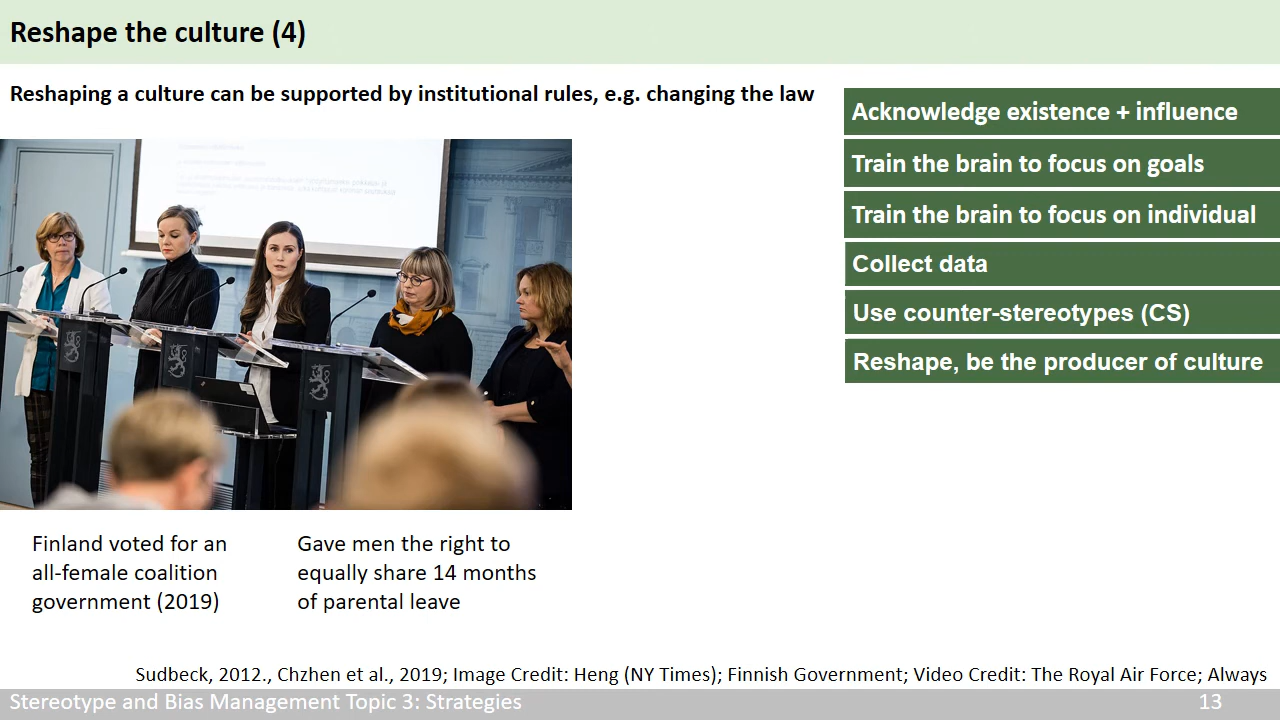 Reshape the culture (4)
Reshaping a culture can be supported by institutional rules, e.g. changing the law
Acknowledge existence + influence
Train the brain to focus on goals
Train the brain to focus on individual
Collect data
Use counter-stereotypes (CS)
Reshape, be the producer of culture
Finland voted for an
all-female coalition
government (2019)
Gave men the right to
equally share 14 months
of parental leave
Sudbeck, 2012., Chzhen et al., 2019; Image Credit: Heng (NY Times); Finnish Government; Video Credit: The Royal Air Force; Always
Stereotype and Bias Management Topic 3: Strategies
13